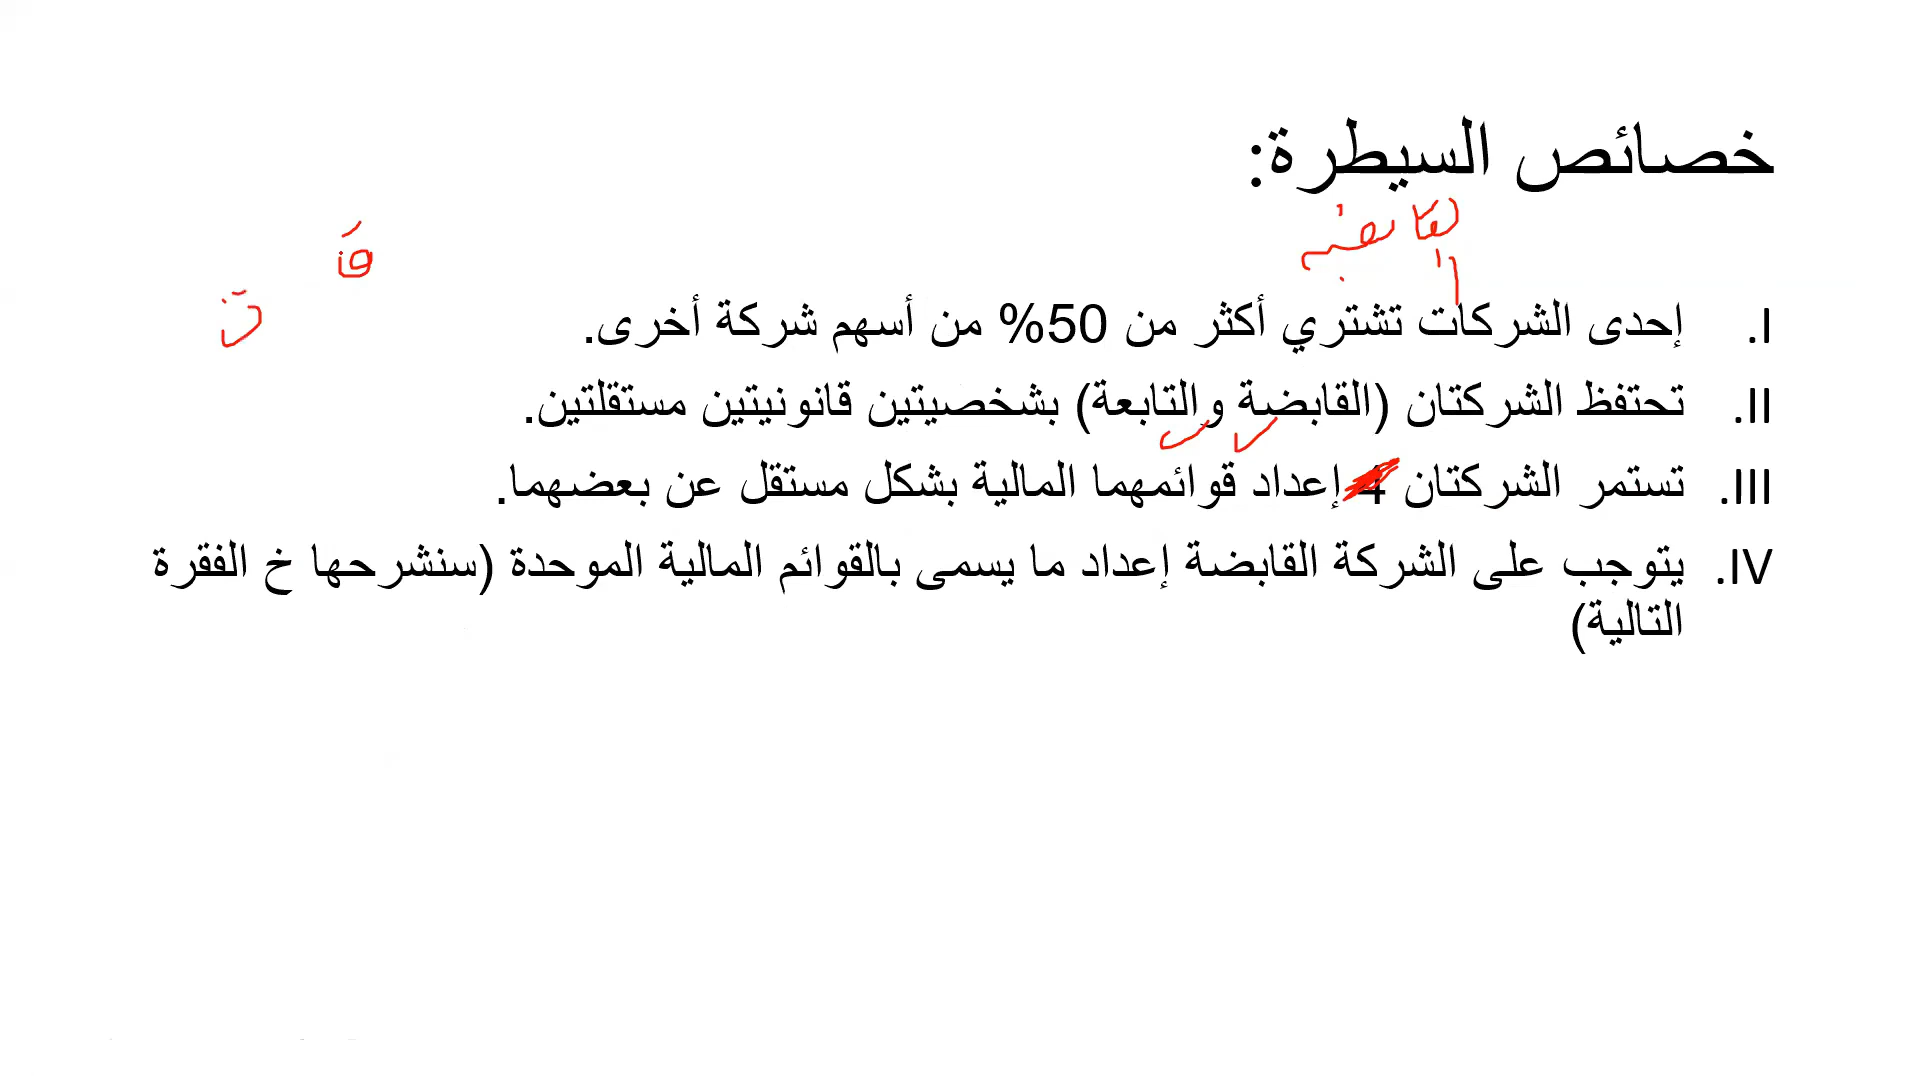 خصائص السيطرة:
القابضة
I. إحدى الشركات تشتري أكثر من 50% من أسهم شركة أخرى.
II. تحتفظ الشركتان (القابضة والتابعة) بشخصيتين قانونيتين مستقلتين.
III. تستمر الشركتان 4 إعداد قوائمهما المالية بشكل مستقل عن بعضهما.
IV. يتوجب على الشركة القابضة إعداد ما يسمى بالقوائم المالية الموحدة (سنشرحها خ الفقرة
التالية)